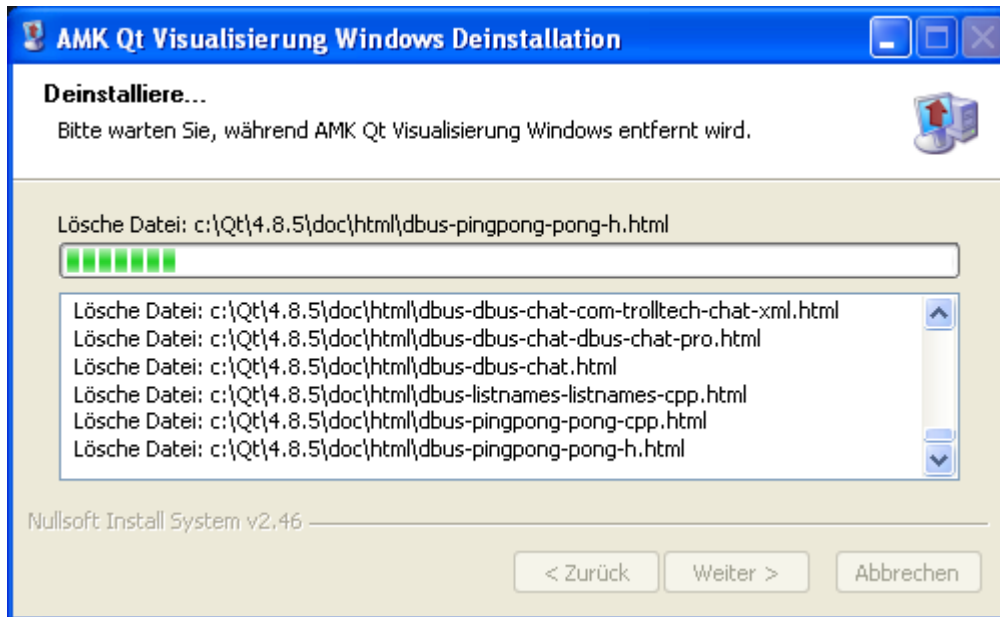 AMK Qt Visualisierung Windows Deinstallation
Deinstalliere...
Bitte warten Sie, während AMK Qt Visualisierung Windows entfernt wird.
Lösche Datei: c:\Qt\4.8.5\doc\html\dbus-pingpong-pong-h.html
Lösche Datei: c:\Qt\4.8.5\doc\html\dbus-dbus-chat-com-trolltech-chat-xml.html
Lösche Datei: c:\Qt\4.8.5\doc\html\dbus-dbus-chat-dbus-chat-pro.html
Lösche Datei: c:\Qt\4.8.5\doc\html\dbus-dbus-chat.html
Lösche Datei: c:\Qt\4.8.5\doc\html\dbus-listnames-listnames-cpp.html
Lösche Datei: c:\Qt\4.8.5\doc\html\dbus-pingpong-pong-cpp.html
Lösche Datei: c:\Qt\4.8.5\doc\html\dbus-pingpong-pong-h.html
Nullsoft Install System v2.46
< Zurück Weiter > Abbrechen